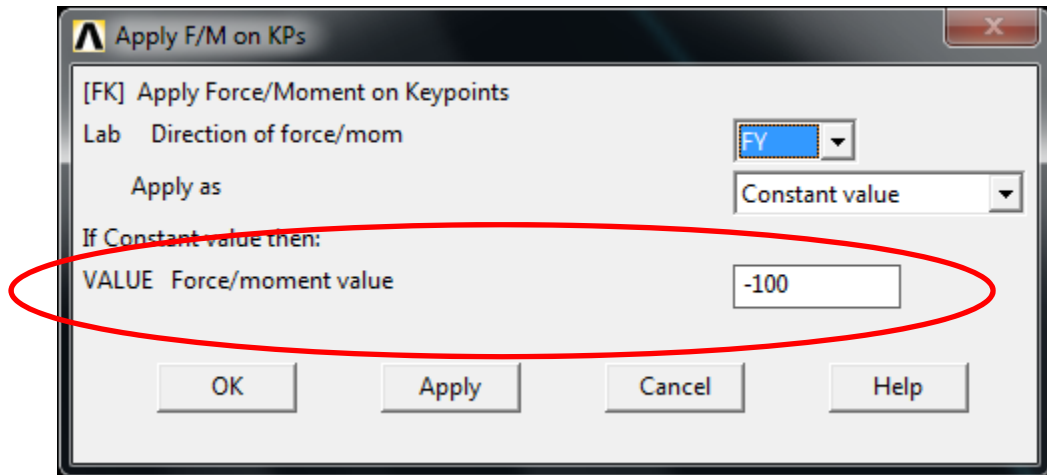 Apply F/M on KPs
[FK] Apply Force/Moment on Keypoints
Lab Direction of force/mom FY
Apply as Constant value
If Constant value then:
VALUE Force/moment value -100
OK Apply Cancel Help